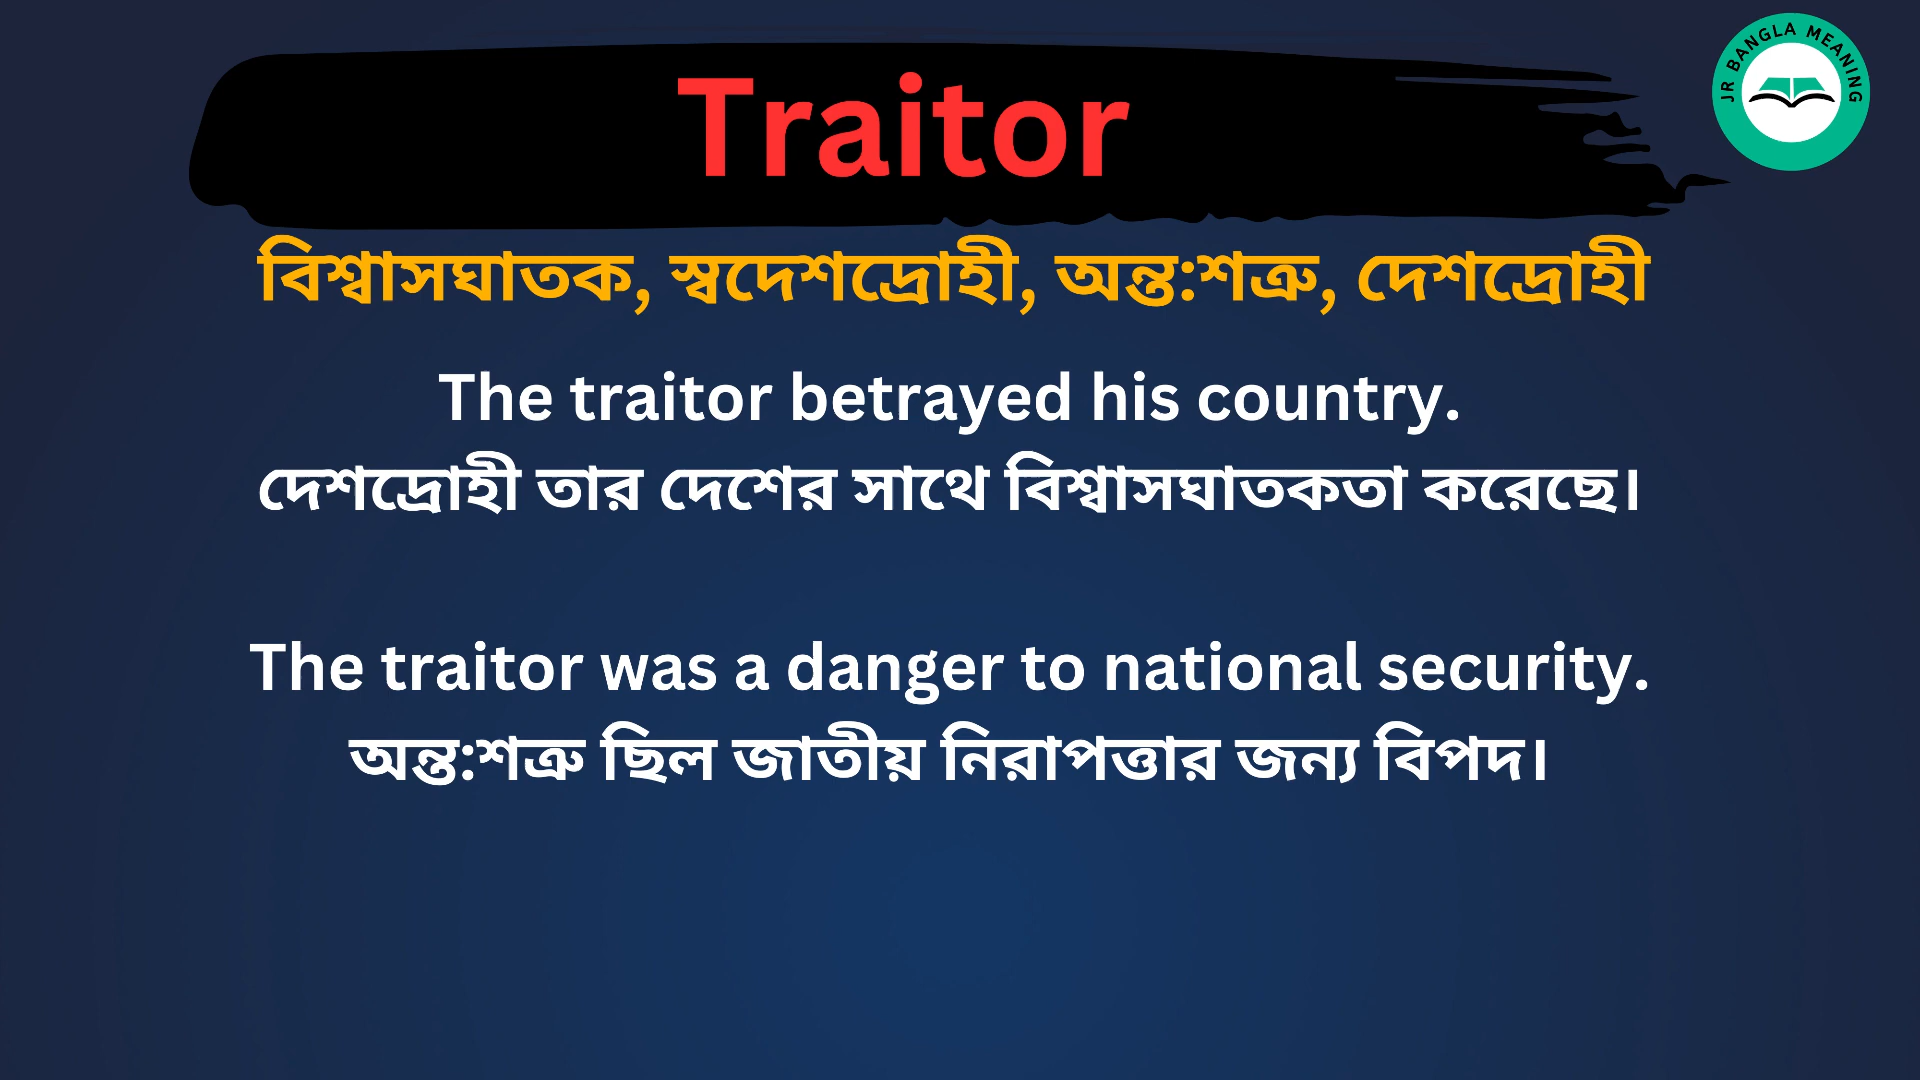 JR BANGLA MEANING
Traitor
বিশ্বাসঘাতক, স্বদেশদ্রোহী, অন্ত:শত্রু, দেশদ্রোহী
The traitor betrayed his country.
দেশদ্রোহী তার দেশের সাথে বিশ্বাসঘাতকতা করেছে।
The traitor was a danger to national security.
অন্ত:শত্রু ছিল জাতীয় নিরাপত্তার জন্য বিপদ।